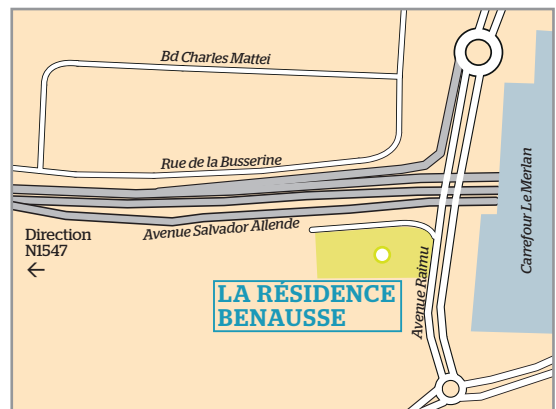 Bd Charles Mattei
Rue de la Busserine
Avenue Salvador Allende
Direction
N1547
Carrefour Le Merlan
Avenue Raimu
LA RÉSIDENCE
BENAUSSE